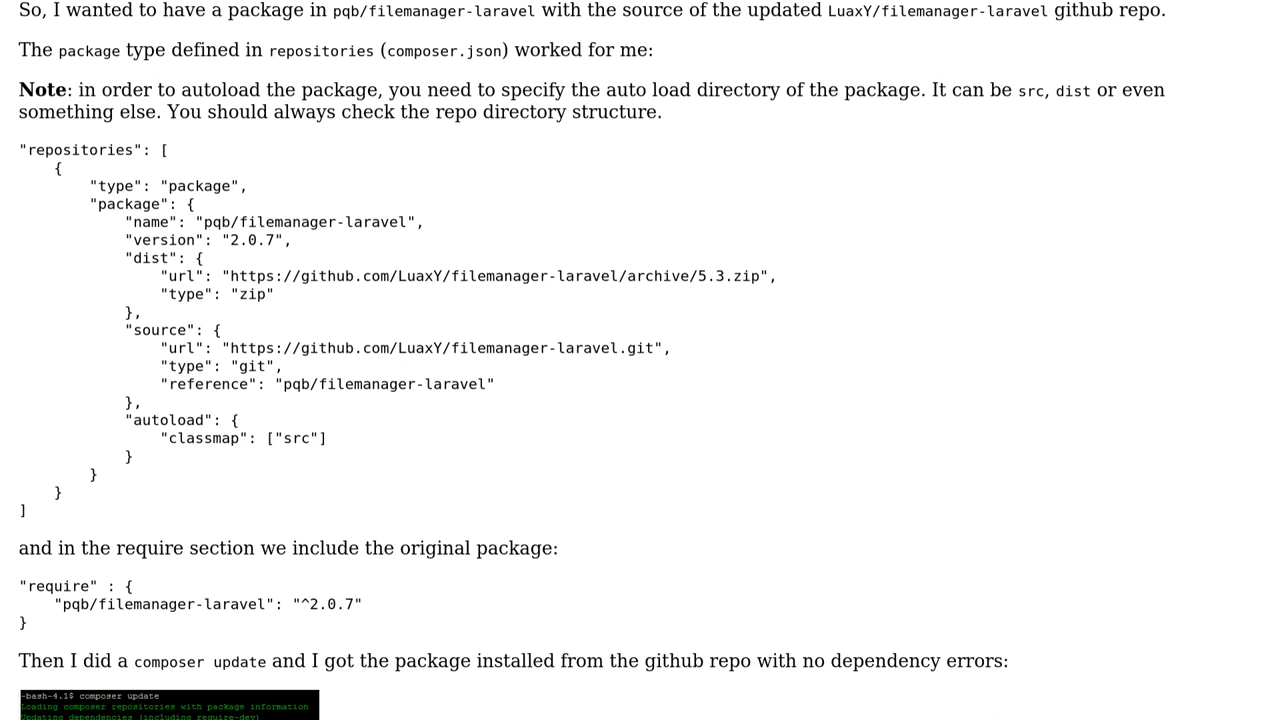 So, I wanted to have a package in pqb/filemanager-laravel with the source of the updated LuaxY/filemanager-laravel github repo.
The package type defined in repositories (composer.json) worked for me:
Note: in order to autoload the package, you need to specify the auto load directory of the package. It can be src, dist or even
something else. You should always check the repo directory structure.
"repositories": [
    {
        "type": "package",
        "package": {
            "name": "pqb/filemanager-laravel",
            "version": "2.0.7",
            "dist": {
                "url": "https://github.com/LuaxY/filemanager-laravel/archive/5.3.zip",
                "type": "zip"
            },
            "source": {
                "url": "https://github.com/LuaxY/filemanager-laravel.git",
                "type": "git",
                "reference": "pqb/filemanager-laravel"
            },
            "autoload": {
                "classmap": ["src"]
            }
        }
    }
]
and in the require section we include the original package:
"require" : {
    "pqb/filemanager-laravel": "^2.0.7"
}
Then I did a composer update and I got the package installed from the github repo with no dependency errors:
-bash-4.1$ composer update
Loading composer repositories with package information
Updating dependencies (including require-dev)